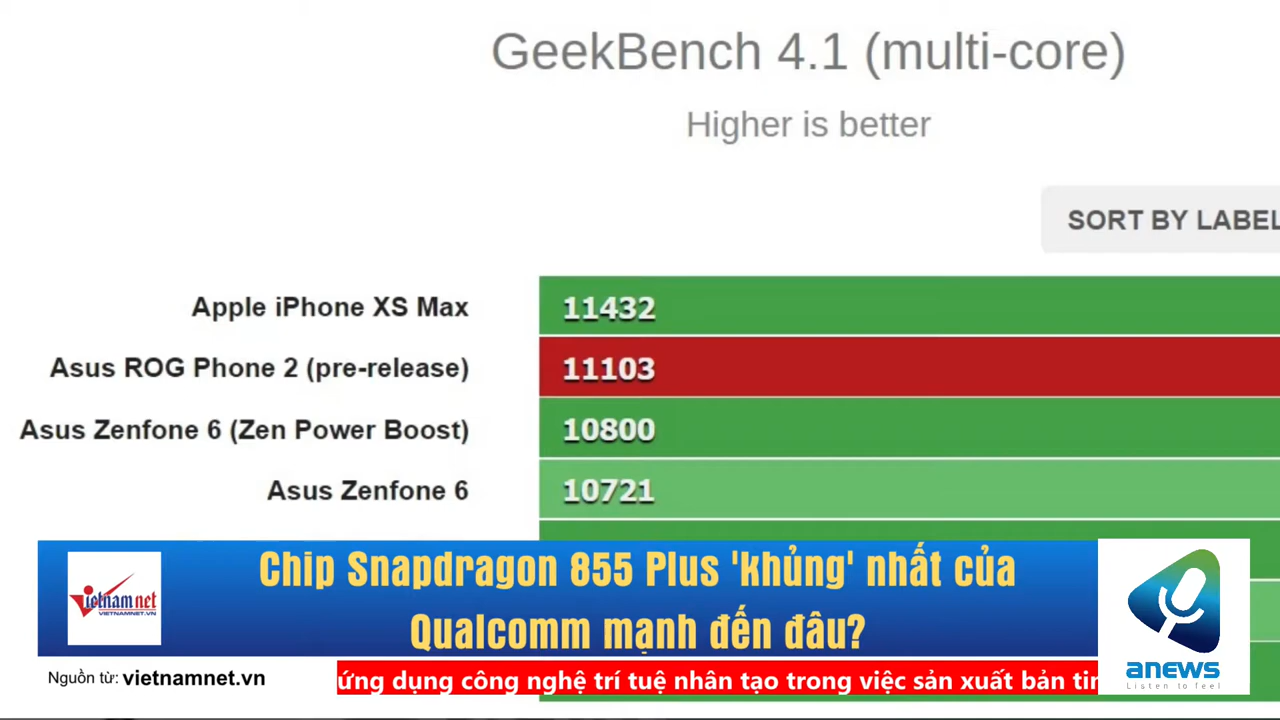 GeekBench 4.1 (multi-core)
Higher is better
SORT BY LABEL
Apple iPhone XS Max 11432
Asus ROG Phone 2 (pre-release) 11103
Asus Zenfone 6 (Zen Power Boost) 10800
Asus Zenfone 6 10721
Chip Snapdragon 855 Plus 'khủng' nhất của
Qualcomm mạnh đến đâu?
Vietnamnet
VIETNAMNET.VN
anews
Listen to feel
Nguồn từ: vietnamnet.vn
ứng dụng công nghệ trí tuệ nhân tạo trong việc sản xuất bản tin